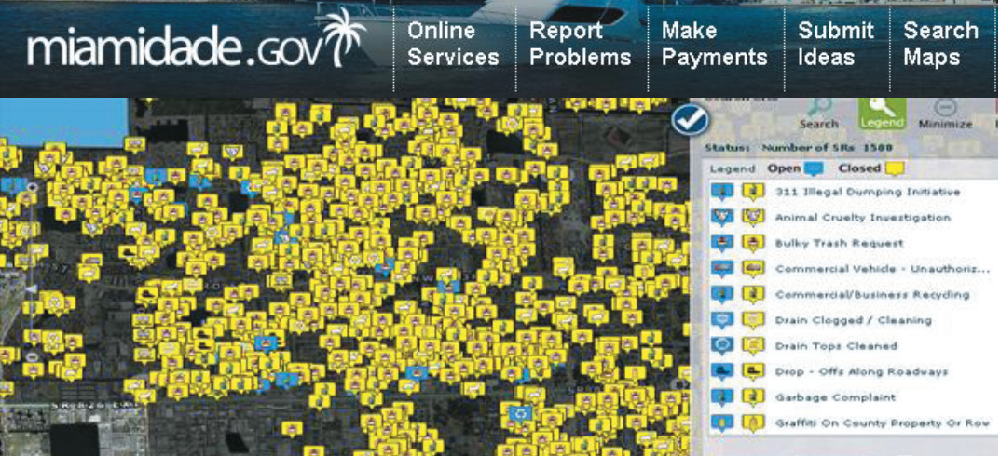 miamidade.gov
Online Services
Report Problems
Make Payments
Submit Ideas
Search Maps
Search
Legend
Minimize
Status: Number of SRs 1500
Legend Open Closed
311 Illegal Dumping Initiative
Animal Cruelty Investigation
Bulky Trash Request
Commercial Vehicle - Unauthoriz...
Commercial/Business Recycling
Drain Clogged / Cleaning
Drain Tops Cleaned
Drop - Offs Along Roadways
Garbage Complaint
Graffiti On County Property Or Row